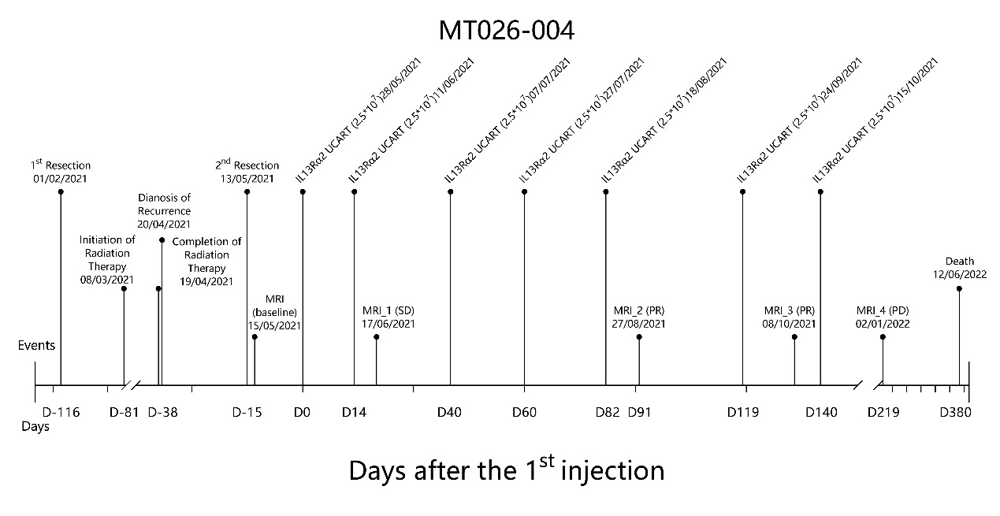 MT026-004
IL13Rα2 UCART (2.5*10⁷)28/05/2021
IL13Rα2 UCART (2.5*10⁷)11/06/2021
IL13Rα2 UCART (2.5*10⁷)07/07/2021
IL13Rα2 UCART (2.5*10⁷)27/07/2021
IL13Rα2 UCART (2.5*10⁷)18/08/2021
IL13Rα2 UCART (2.5*10⁷)24/09/2021
IL13Rα2 UCART (2.5*10⁷)15/10/2021
1st Resection
01/02/2021
2nd Resection
13/05/2021
Dianosis of
Recurrence
20/04/2021
Initiation of
Radiation
Therapy
08/03/2021
Completion of
Radiation
Therapy
19/04/2021
Death
12/06/2022
MRI
(baseline)
15/05/2021
MRI_1 (SD)
17/06/2021
MRI_2 (PR)
27/08/2021
MRI_3 (PR)
08/10/2021
MRI_4 (PD)
02/01/2022
Events
D-116 D-81 D-38 D-15 D0 D14 D40 D60 D82 D91 D119 D140 D219 D380
Days
Days after the 1st injection